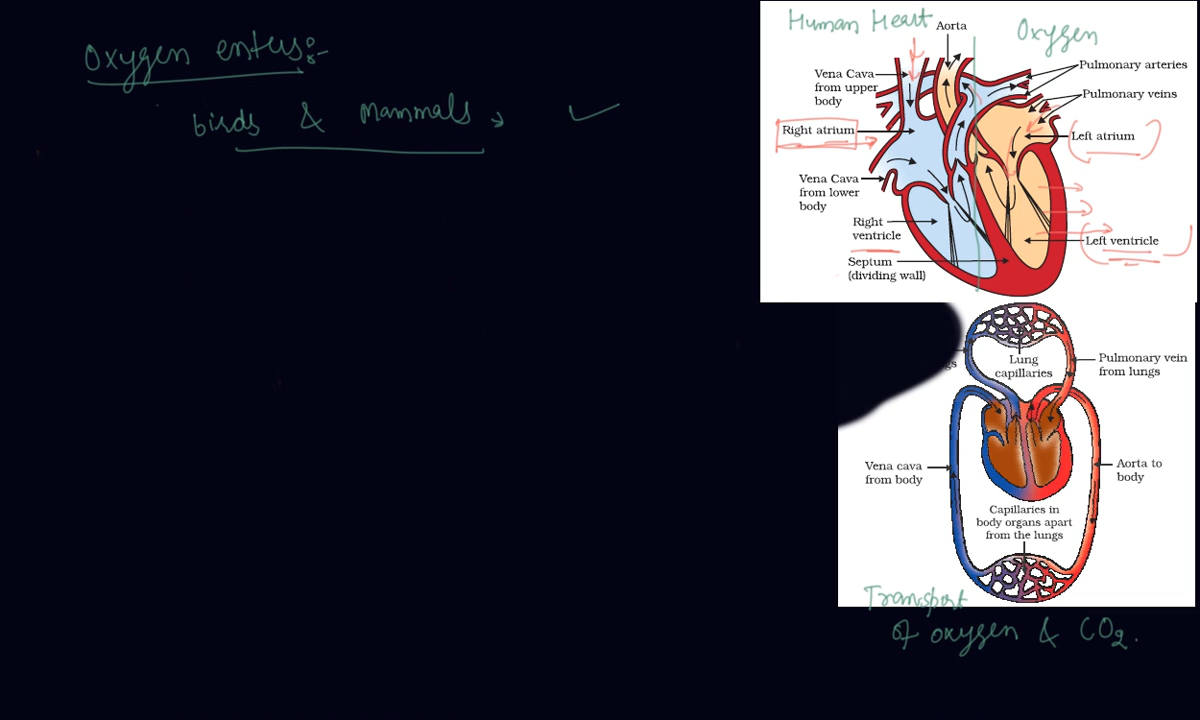 Oxygen enters:-
birds & Mammals →
Human Heart
Oxygen
Aorta
Vena Cava
from upper
body
Pulmonary arteries
Pulmonary veins
Right atrium
Left atrium
Vena Cava
from lower
body
Right
ventricle
Left ventricle
Septum
(dividing wall)
Lung
capillaries
Pulmonary vein
from lungs
Vena cava
from body
Aorta to
body
Capillaries in
body organs apart
from the lungs
Transport
of oxygen & CO2.